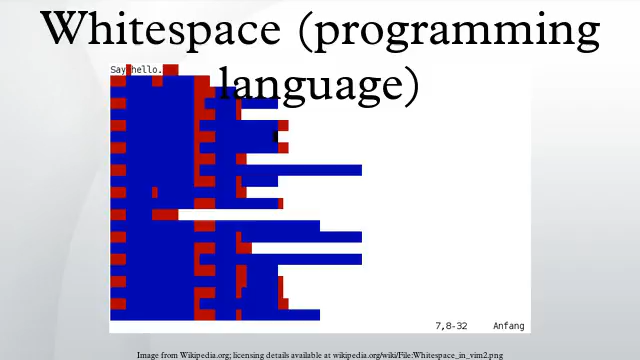 Whitespace (programming
language)
Say hello.
7,8-32 Anfang
Image from Wikipedia.org; licensing details available at wikipedia.org/wiki/File:Whitespace_in_vim2.png